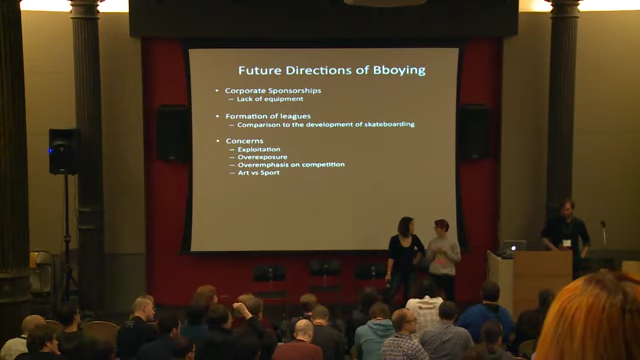 Future Directions of Bboying
• Corporate Sponsorships
– Lack of equipment
• Formation of leagues
– Comparison to the development of skateboarding
• Concerns
– Exploitation
– Overexposure
– Overemphasis on competition
– Art vs Sport